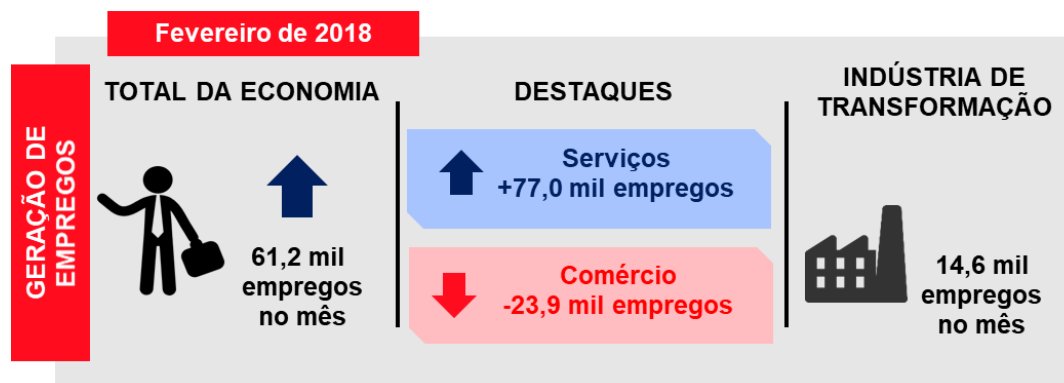 Fevereiro de 2018
GERAÇÃO DE
EMPREGOS
TOTAL DA ECONOMIA
61,2 mil
empregos
no mês
DESTAQUES
Serviços
+77,0 mil empregos
Comércio
-23,9 mil empregos
INDÚSTRIA DE
TRANSFORMAÇÃO
14,6 mil
empregos
no mês